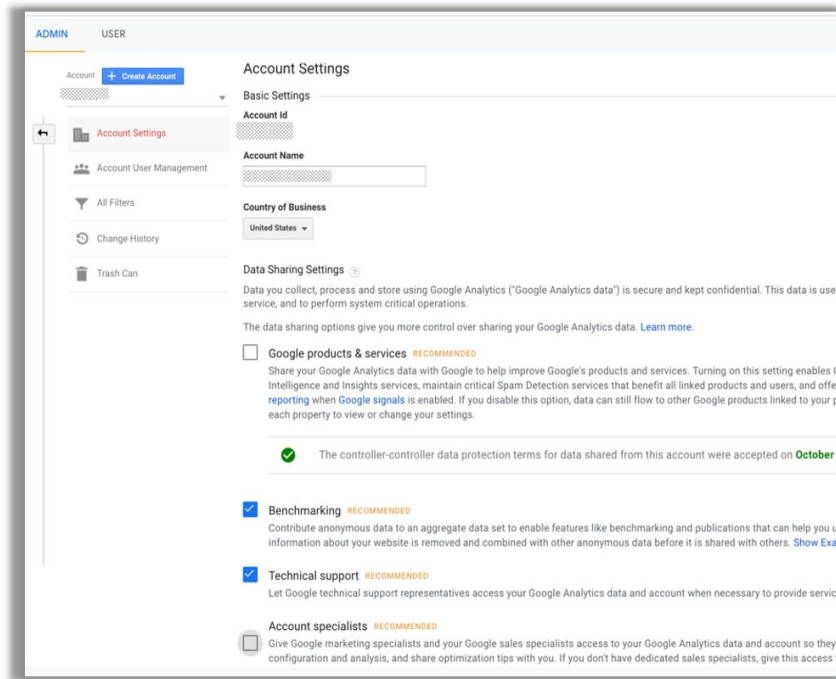 ADMIN
USER
Account
+ Create Account
Account Settings
Account User Management
All Filters
Change History
Trash Can
Account Settings
Basic Settings
Account Id
Account Name
Country of Business
United States
Data Sharing Settings ?
Data you collect, process and store using Google Analytics ("Google Analytics data") is secure and kept confidential. This data is use
service, and to perform system critical operations.
The data sharing options give you more control over sharing your Google Analytics data. Learn more.
Google products & services RECOMMENDED
Share your Google Analytics data with Google to help improve Google's products and services. Turning on this setting enables
Intelligence and Insights services, maintain critical Spam Detection services that benefit all linked products and users, and offe
reporting when Google signals is enabled. If you disable this option, data can still flow to other Google products linked to your p
each property to view or change your settings.
The controller-controller data protection terms for data shared from this account were accepted on October
Benchmarking RECOMMENDED
Contribute anonymous data to an aggregate data set to enable features like benchmarking and publications that can help you u
information about your website is removed and combined with other anonymous data before it is shared with others. Show Exa
Technical support RECOMMENDED
Let Google technical support representatives access your Google Analytics data and account when necessary to provide servic
Account specialists RECOMMENDED
Give Google marketing specialists and your Google sales specialists access to your Google Analytics data and account so they
configuration and analysis, and share optimization tips with you. If you don't have dedicated sales specialists, give this access